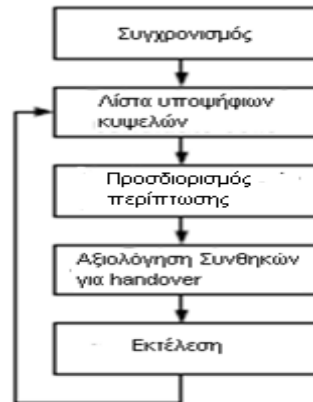 Συγχρονισμός
Λίστα υποψήφιων
κυψελών
Προσδιορισμός
περίπτωσης
Αξιολόγηση Συνθηκών
για handover
Εκτέλεση